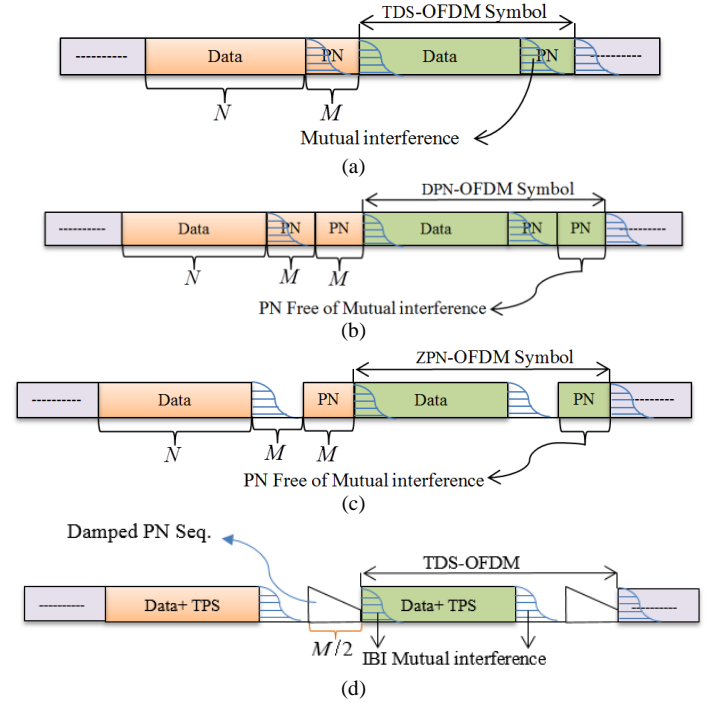 TDS-OFDM Symbol
---------- Data PN Data PN ----------
N M
Mutual interference
(a)
DPN-OFDM Symbol
---------- Data PN PN Data PN PN ----------
N M M
PN Free of Mutual interference
(b)
ZPN-OFDM Symbol
---------- Data PN Data PN ----------
N M M
PN Free of Mutual interference
(c)
Damped PN Seq.
TDS-OFDM
---------- Data+ TPS Data+ TPS ----------
M/2
IBI Mutual interference
(d)